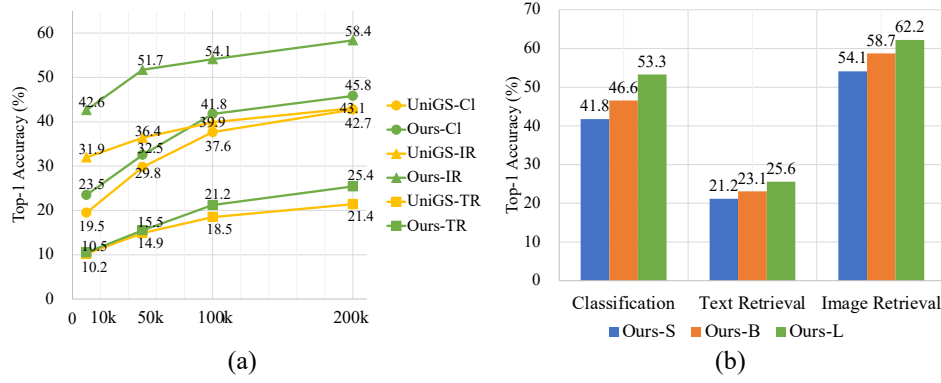 Top-1 Accuracy (%)
60
50
40
30
20
10
0
58.4
54.1
51.7
42.6
45.8
41.8
32.5
23.5
43.1
39.9
36.4
31.9
42.7
37.6
29.8
19.5
25.4
21.2
15.5
10.5
21.4
18.5
14.9
10.2
0 10k 50k 100k 200k
UniGS-Cl
Ours-Cl
UniGS-IR
Ours-IR
UniGS-TR
Ours-TR
(a)
Top-1 Accuracy (%)
70
60
50
40
30
20
10
0
41.8 46.6 53.3
21.2 23.1 25.6
54.1 58.7 62.2
Classification Text Retrieval Image Retrieval
Ours-S Ours-B Ours-L
(b)